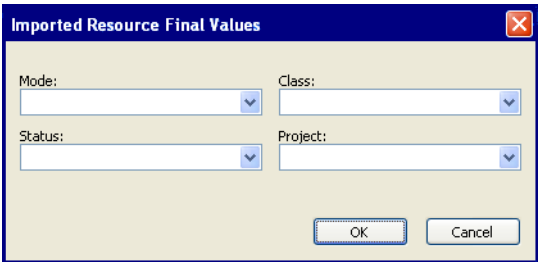 Imported Resource Final Values
Mode: Class:
Status: Project:
OK Cancel